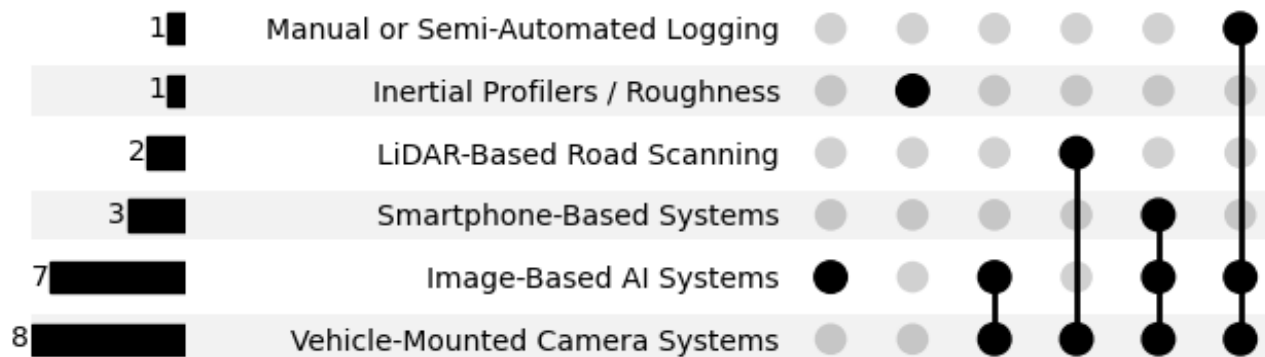 1 Manual or Semi-Automated Logging
1 Inertial Profilers / Roughness
2 LiDAR-Based Road Scanning
3 Smartphone-Based Systems
7 Image-Based AI Systems
8 Vehicle-Mounted Camera Systems